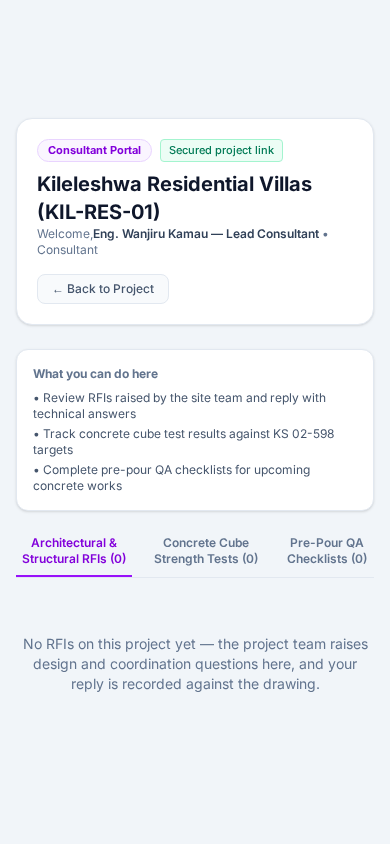 Consultant Portal
Secured project link
Kileleshwa Residential Villas
(KIL-RES-01)
Welcome,Eng. Wanjiru Kamau — Lead Consultant •
Consultant
← Back to Project
What you can do here
• Review RFIs raised by the site team and reply with
technical answers
• Track concrete cube test results against KS 02-598
targets
• Complete pre-pour QA checklists for upcoming
concrete works
Architectural &
Structural RFIs (0)
Concrete Cube
Strength Tests (0)
Pre-Pour QA
Checklists (0)
No RFIs on this project yet — the project team raises
design and coordination questions here, and your
reply is recorded against the drawing.